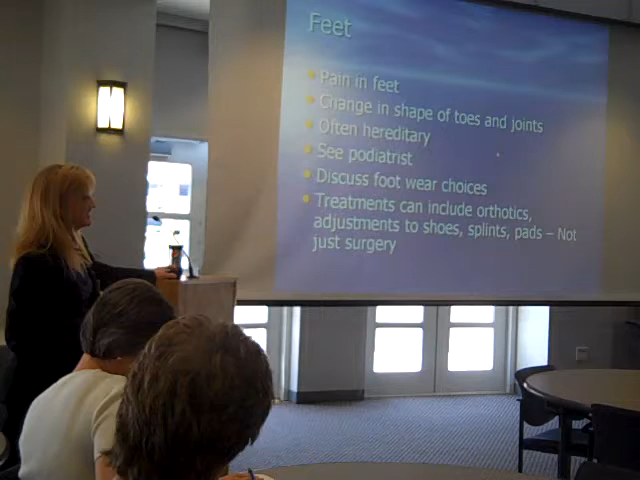 Feet
Pain in feet
Change in shape of toes and joints
Often hereditary
See podiatrist
Discuss foot wear choices
Treatments can include orthotics,
adjustments to shoes, splints, pads – Not
just surgery